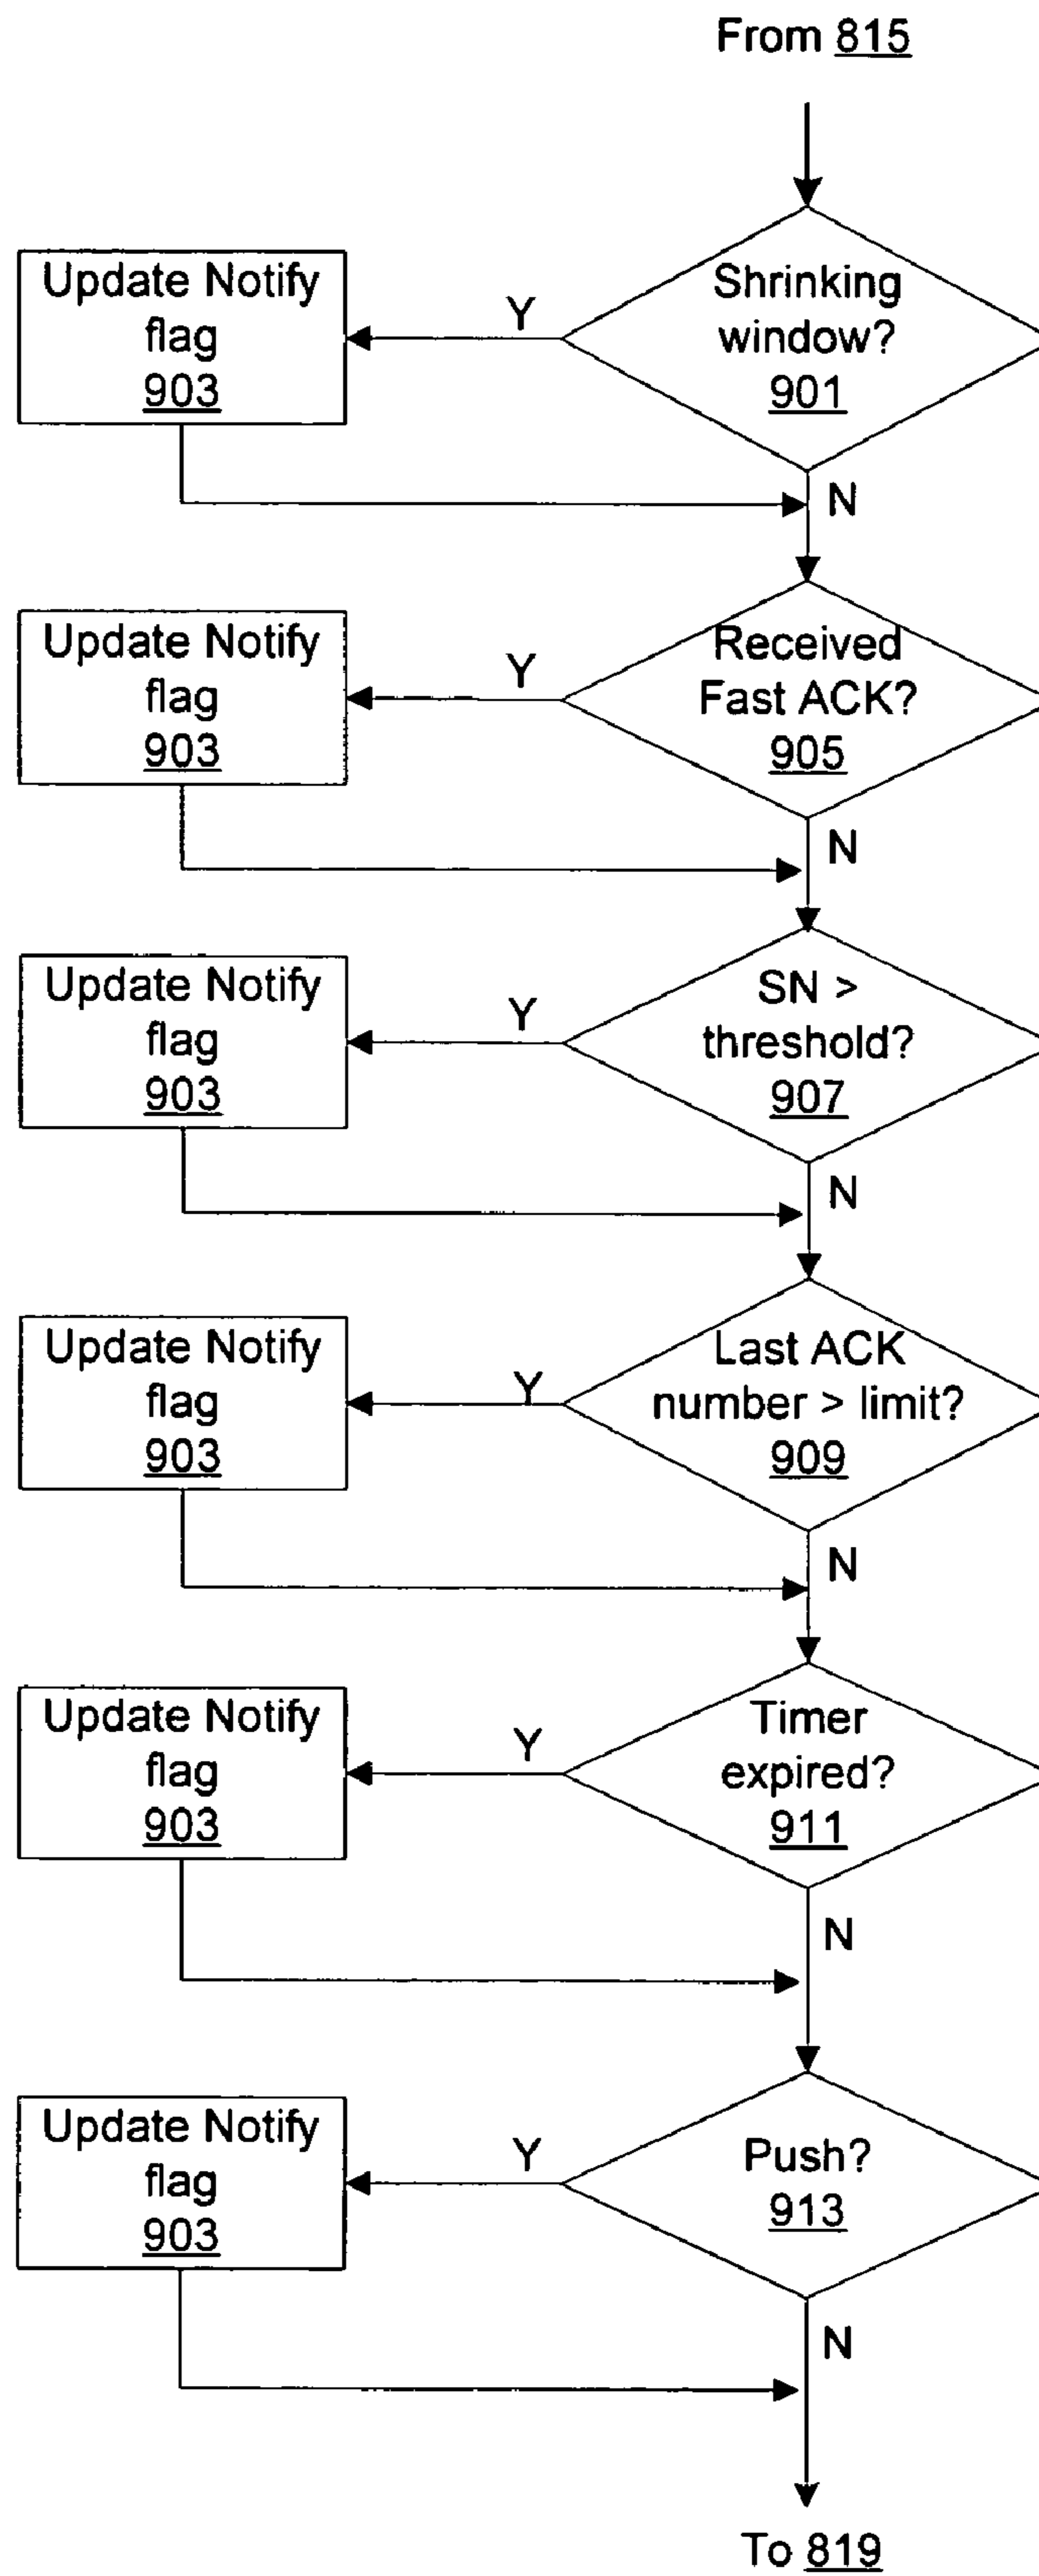 From 815
Shrinking
window?
901
Y
Update Notify
flag
903
N
Received
Fast ACK?
905
Y
Update Notify
flag
903
N
SN >
threshold?
907
Y
Update Notify
flag
903
N
Last ACK
number > limit?
909
Y
Update Notify
flag
903
N
Timer
expired?
911
Y
Update Notify
flag
903
N
Push?
913
Y
Update Notify
flag
903
N
To 819